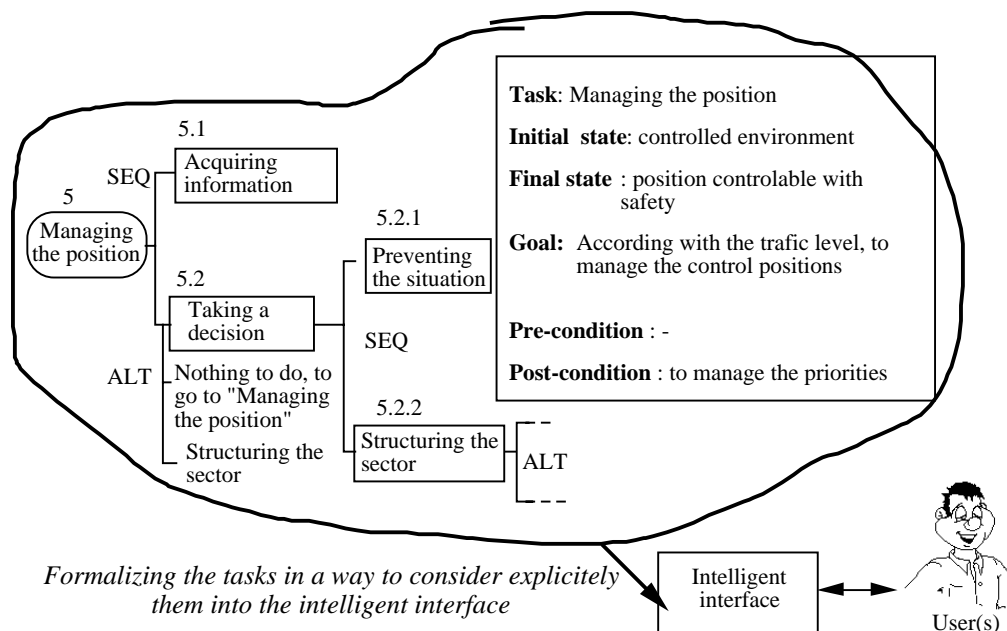 5
Managing
the position
SEQ
ALT
5.1
Acquiring
information
5.2
Taking a
decision
Nothing to do, to
go to "Managing
the position"
Structuring the
sector
5.2.1
Preventing
the situation
SEQ
5.2.2
Structuring the
sector
ALT
Task: Managing the position
Initial state: controlled environment
Final state : position controlable with
safety
Goal: According with the trafic level, to
manage the control positions
Pre-condition : -
Post-condition : to manage the priorities
Formalizing the tasks in a way to consider explicitely
them into the intelligent interface
Intelligent
interface
User(s)